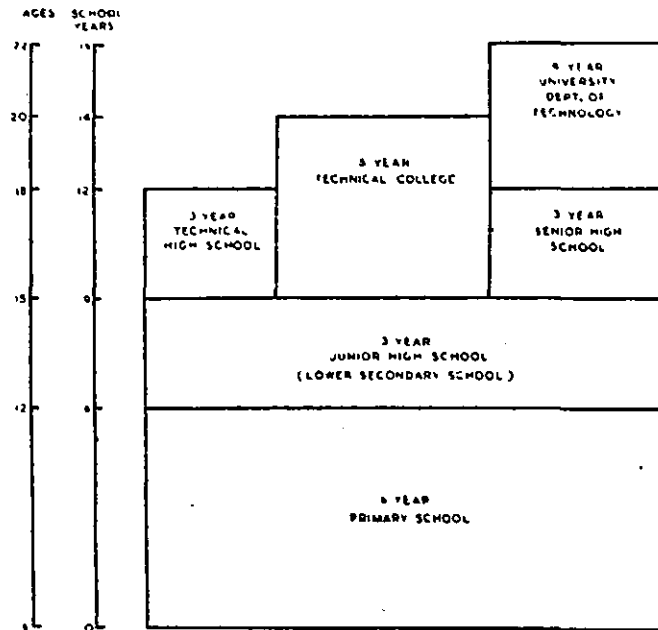 AGES
SCHOOL
YEARS
22
20
14
18
12
15
9
12
6
0
4 YEAR
UNIVERSITY
DEPT. OF
TECHNOLOGY
5 YEAR
TECHNICAL COLLEGE
3 YEAR
TECHNICAL
HIGH SCHOOL
3 YEAR
SENIOR HIGH
SCHOOL
3 YEAR
JUNIOR HIGH SCHOOL
(LOWER SECONDARY SCHOOL)
6 YEAR
PRIMARY SCHOOL